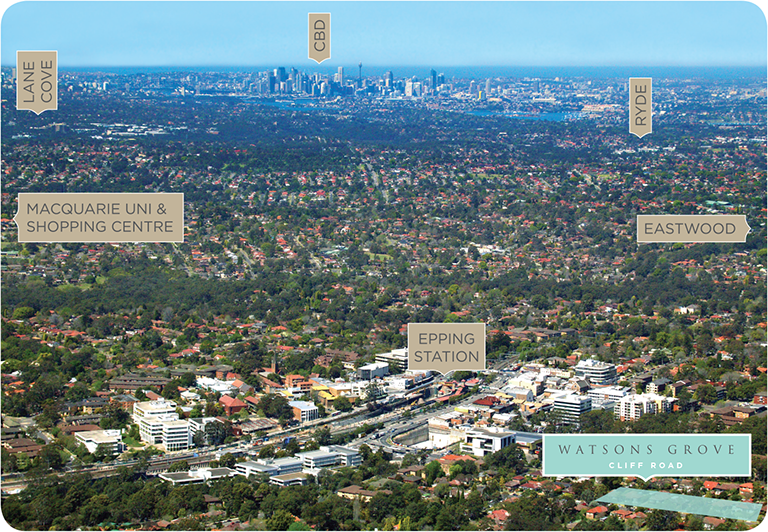 CBD
LANE
COVE
RYDE
MACQUARIE UNI &
SHOPPING CENTRE
EASTWOOD
EPPING
STATION
WATSONS GROVE
CLIFF ROAD